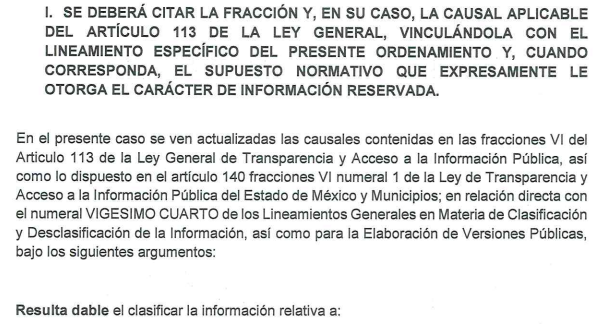 I. SE DEBERÁ CITAR LA FRACCIÓN Y, EN SU CASO, LA CAUSAL APLICABLE
DEL ARTÍCULO 113 DE LA LEY GENERAL, VINCULÁNDOLA CON EL
LINEAMIENTO ESPECÍFICO DEL PRESENTE ORDENAMIENTO Y, CUANDO
CORRESPONDA, EL SUPUESTO NORMATIVO QUE EXPRESAMENTE LE
OTORGA EL CARÁCTER DE INFORMACIÓN RESERVADA.
En el presente caso se ven actualizadas las causales contenidas en las fracciones VI del
Articulo 113 de la Ley General de Transparencia y Acceso a la Información Pública, así
como lo dispuesto en el artículo 140 fracciones VI numeral 1 de la Ley de Transparencia y
Acceso a la Información Pública del Estado de México y Municipios; en relación directa con
el numeral VIGESIMO CUARTO de los Lineamientos Generales en Materia de Clasificación
y Desclasificación de la Información, así como para la Elaboración de Versiones Públicas,
bajo los siguientes argumentos:
Resulta dable el clasificar la información relativa a: